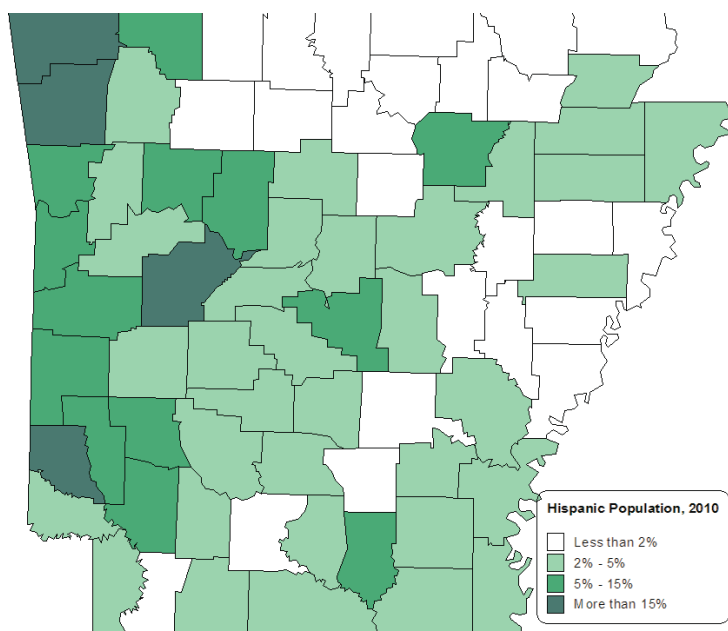 Hispanic Population, 2010
Less than 2%
2% - 5%
5% - 15%
More than 15%